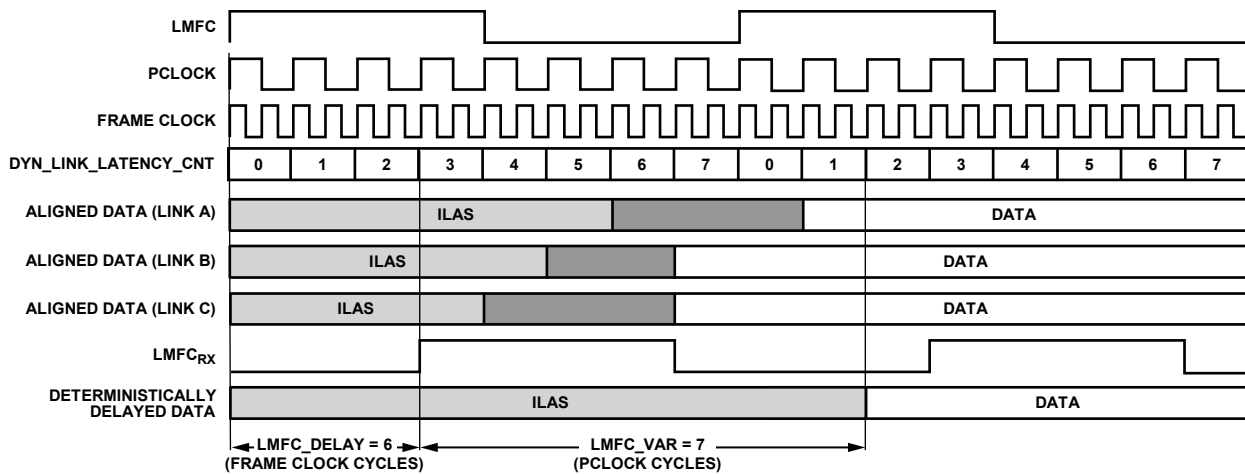 LMFC
PCLOCK
FRAME CLOCK
DYN_LINK_LATENCY_CNT 0 1 2 3 4 5 6 7 0 1 2 3 4 5 6 7
ALIGNED DATA (LINK A) ILAS DATA
ALIGNED DATA (LINK B) ILAS DATA
ALIGNED DATA (LINK C) ILAS DATA
LMFCRX
DETERMINISTICALLY
DELAYED DATA ILAS DATA
LMFC_DELAY = 6 LMFC_VAR = 7
(FRAME CLOCK CYCLES) (PCLOCK CYCLES)